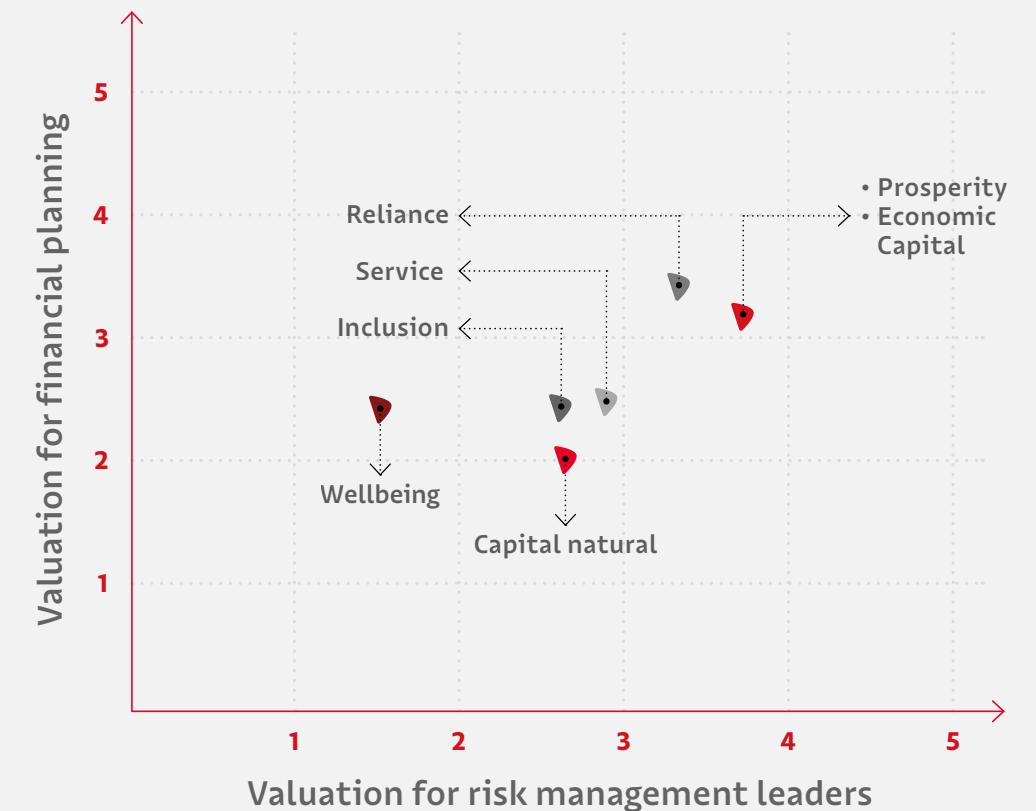 Valuation for financial planning
5
4
3
2
1
Reliance
Service
Inclusion
Wellbeing
Capital natural
• Prosperity
• Economic
Capital
1 2 3 4 5
Valuation for risk management leaders